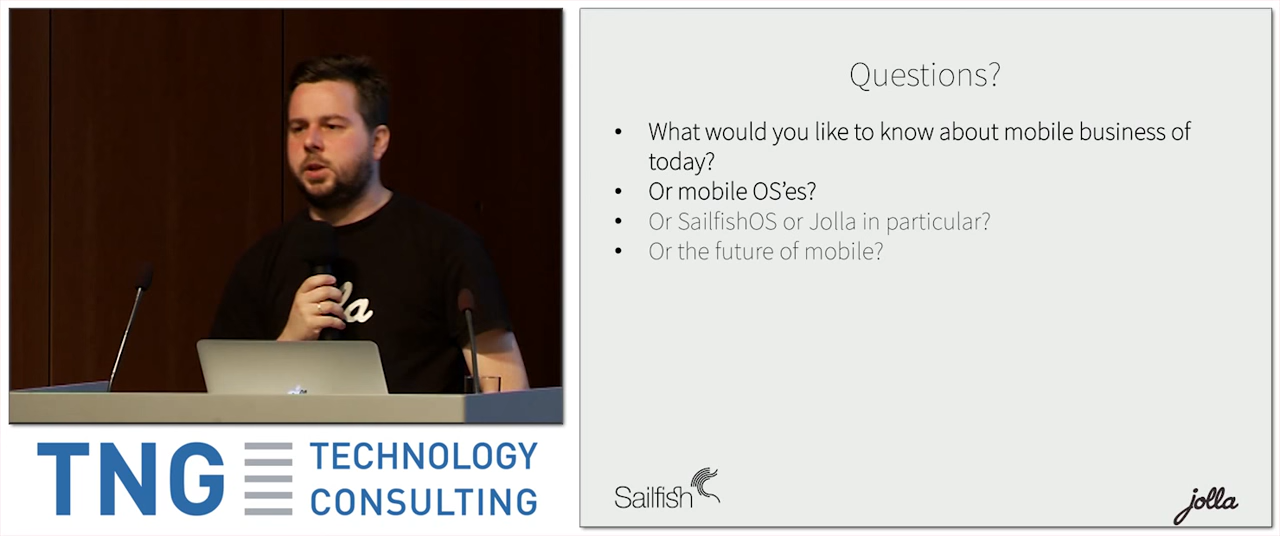 TNG
TECHNOLOGY
CONSULTING
Questions?
• What would you like to know about mobile business of
today?
• Or mobile OS'es?
• Or SailfishOS or Jolla in particular?
• Or the future of mobile?
Sailfish
jolla